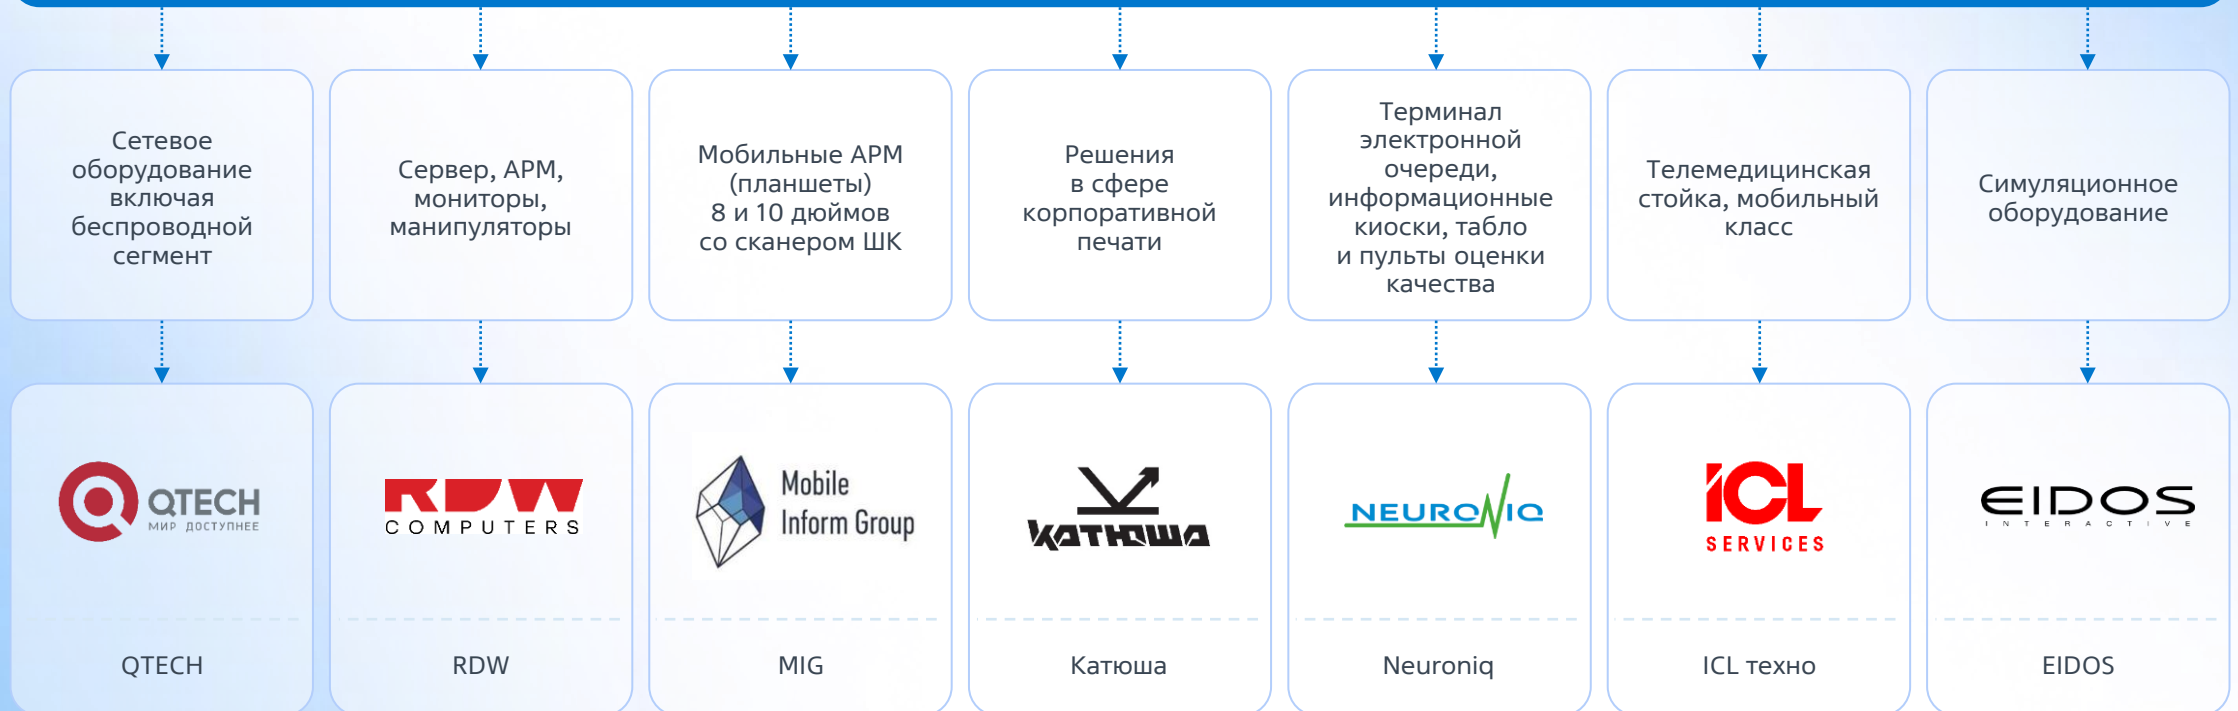 Сетевое
оборудование
включая
беспроводной
сегмент
Сервер, АРМ,
мониторы,
манипуляторы
Мобильные АРМ
(планшеты)
8 и 10 дюймов
со сканером ШК
Решения
в сфере
корпоративной
печати
Терминал
электронной
очереди,
информационные
киоски, табло
и пульты оценки
качества
Телемедицинская
стойка, мобильный
класс
Симуляционное
оборудование
QTECH
МИР ДОСТУПНЕЕ
RDW
COMPUTERS
Mobile
Inform Group
КАТЮША
NEURONIQ
ICL
SERVICES
EIDOS
INTERACTIVE
QTECH
RDW
MIG
Катюша
Neuroniq
ICL техно
EIDOS